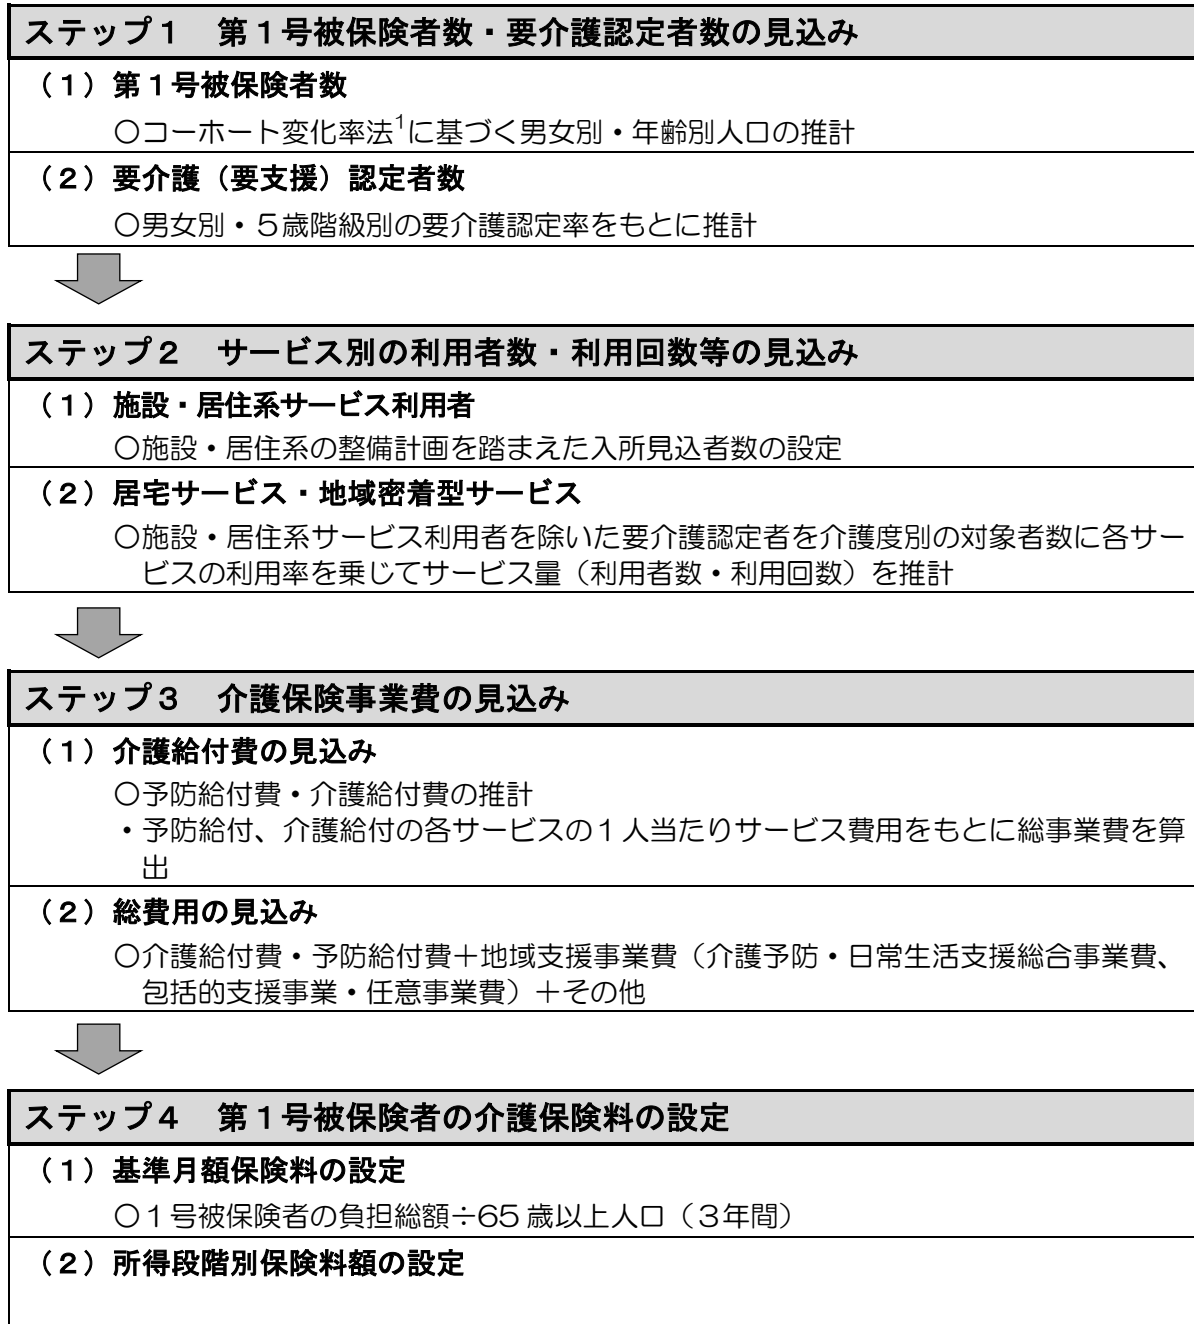 ステップ１　第１号被保険者数・要介護認定者数の見込み
（１）第１号被保険者数
○コーホート変化率法1に基づく男女別・年齢別人口の推計
（２）要介護（要支援）認定者数
○男女別・５歳階級別の要介護認定率をもとに推計
ステップ２　サービス別の利用者数・利用回数等の見込み
（１）施設・居住系サービス利用者
○施設・居住系の整備計画を踏まえた入所見込者数の設定
（２）居宅サービス・地域密着型サービス
○施設・居住系サービス利用者を除いた要介護認定者を介護度別の対象者数に各サー
ビスの利用率を乗じてサービス量（利用者数・利用回数）を推計
ステップ３　介護保険事業費の見込み
（１）介護給付費の見込み
○予防給付費・介護給付費の推計
・予防給付、介護給付の各サービスの１人当たりサービス費用をもとに総事業費を算
出
（２）総費用の見込み
○介護給付費・予防給付費＋地域支援事業費（介護予防・日常生活支援総合事業費、
包括的支援事業・任意事業費）＋その他
ステップ４　第１号被保険者の介護保険料の設定
（１）基準月額保険料の設定
○１号被保険者の負担総額÷65歳以上人口（３年間）
（２）所得段階別保険料額の設定